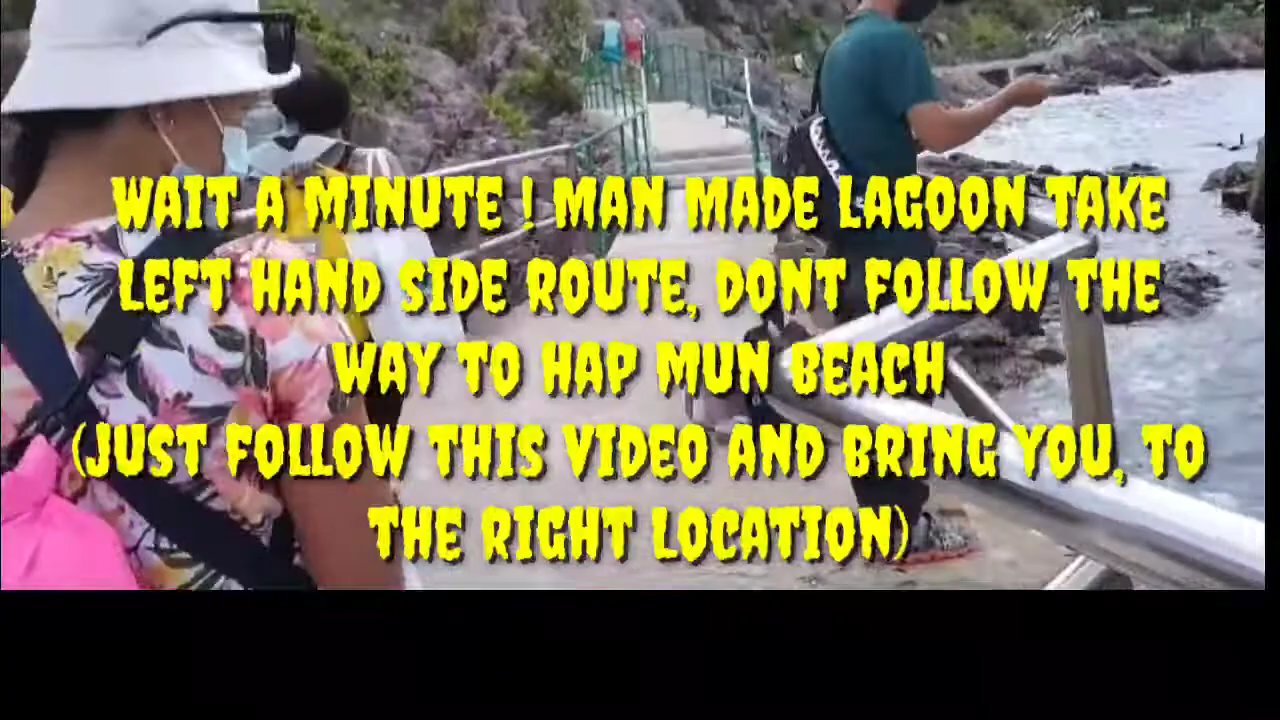 WAIT A MINUTE ! MAN MADE LAGOON TAKE
LEFT HAND SIDE ROUTE, DONT FOLLOW THE
WAY TO HAP MUN BEACH
(JUST FOLLOW THIS VIDEO AND BRING YOU, TO
THE RIGHT LOCATION)